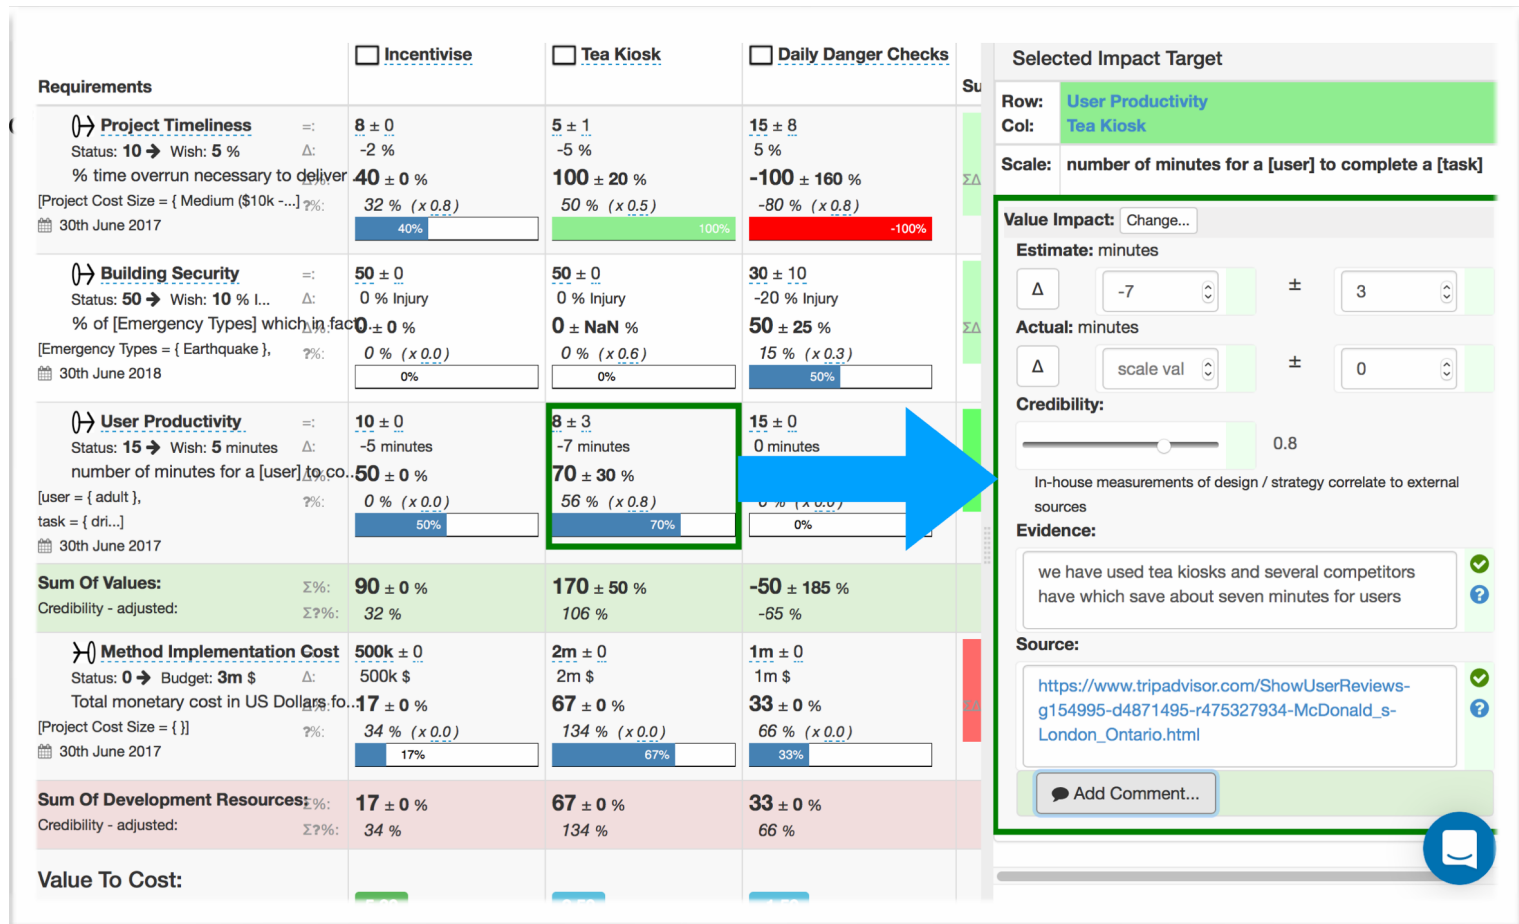 Incentivise
Tea Kiosk
Daily Danger Checks
Requirements
Su
Project Timeliness
=:
8 ± 0
5 ± 1
15 ± 8
Status: 10 ➔ Wish: 5 %
Δ:
-2 %
-5 %
5 %
% time overrun necessary to deliver ...
40 ± 0 %
100 ± 20 %
-100 ± 160 %
ΣΔ
[Project Cost Size = { Medium ($10k -...]
?%:
32 % (x 0.8)
50 % (x 0.5)
-80 % (x 0.8)
30th June 2017
40%
100%
-100%
Building Security
=:
50 ± 0
50 ± 0
30 ± 10
Status: 50 ➔ Wish: 10 % I...
Δ:
0 % Injury
0 % Injury
-20 % Injury
% of [Emergency Types] which in fact...
Δ%:
0 ± 0 %
0 ± NaN %
50 ± 25 %
ΣΔ
[Emergency Types = { Earthquake },
?%:
0 % (x 0.0)
0 % (x 0.6)
15 % (x 0.3)
30th June 2018
0%
0%
50%
User Productivity
=:
10 ± 0
8 ± 3
15 ± 0
Status: 15 ➔ Wish: 5 minutes
Δ:
-5 minutes
-7 minutes
0 minutes
number of minutes for a [user] to co...
Δ%:
50 ± 0 %
70 ± 30 %
[user = { adult },
?%:
0 % (x 0.0)
56 % (x 0.8)
0 % (x 0.0)
task = { dri...]
50%
70%
0%
30th June 2017
Sum Of Values:
Σ%:
90 ± 0 %
170 ± 50 %
-50 ± 185 %
Credibility - adjusted:
Σ?%:
32 %
106 %
-65 %
Method Implementation Cost
500k ± 0
2m ± 0
1m ± 0
Status: 0 ➔ Budget: 3m $
Δ:
500k $
2m $
1m $
Total monetary cost in US Dollars fo...
17 ± 0 %
67 ± 0 %
33 ± 0 %
ΣΔ
[Project Cost Size = { }]
?%:
34 % (x 0.0)
134 % (x 0.0)
66 % (x 0.0)
30th June 2017
17%
67%
33%
Sum Of Development Resources:
Σ%:
17 ± 0 %
67 ± 0 %
33 ± 0 %
Credibility - adjusted:
Σ?%:
34 %
134 %
66 %
Value To Cost:
Selected Impact Target
Row: User Productivity
Col: Tea Kiosk
Scale: number of minutes for a [user] to complete a [task]
Value Impact: Change...
Estimate: minutes
Δ -7 ± 3
Actual: minutes
Δ scale val ± 0
Credibility:
0.8
In-house measurements of design / strategy correlate to external
sources
Evidence:
we have used tea kiosks and several competitors
have which save about seven minutes for users
Source:
https://www.tripadvisor.com/ShowUserReviews-
g154995-d4871495-r475327934-McDonald_s-
London_Ontario.html
Add Comment...